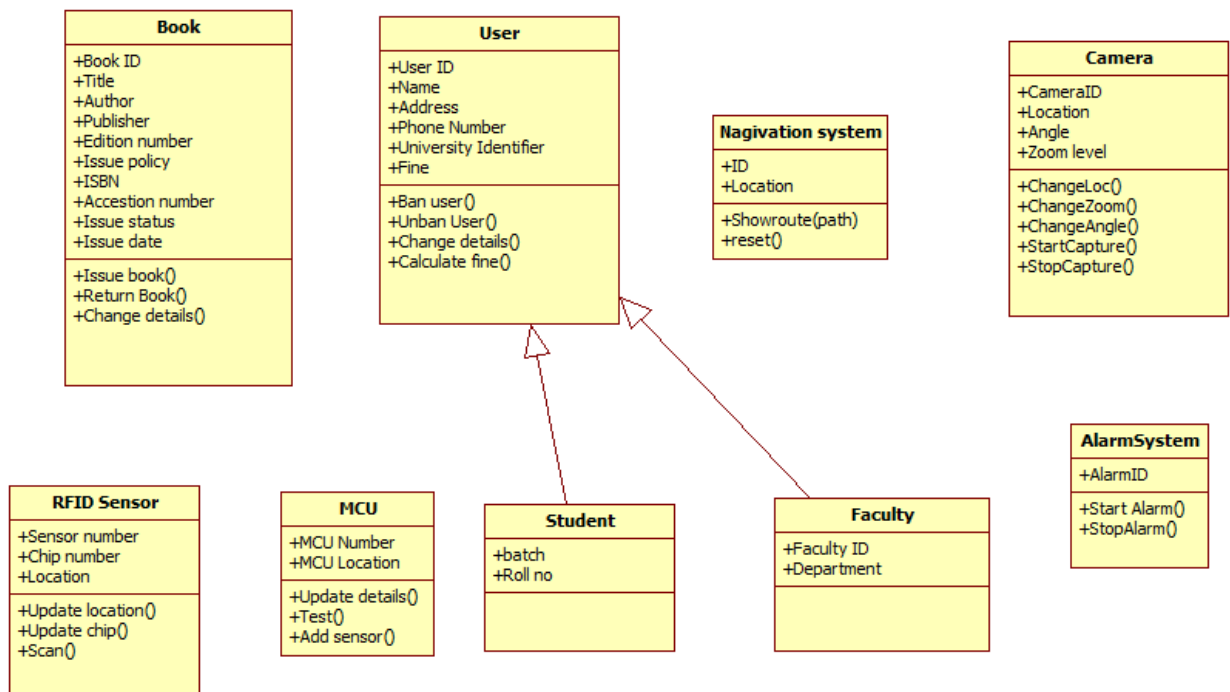 Book
+Book ID
+Title
+Author
+Publisher
+Edition number
+Issue policy
+ISBN
+Accestion number
+Issue status
+Issue date
+Issue book()
+Return Book()
+Change details()
User
+User ID
+Name
+Address
+Phone Number
+University Identifier
+Fine
+Ban user()
+Unban User()
+Change details()
+Calculate fine()
Nagivation system
+ID
+Location
+Showroute(path)
+reset()
Camera
+CameraID
+Location
+Angle
+Zoom level
+ChangeLoc()
+ChangeZoom()
+ChangeAngle()
+StartCapture()
+StopCapture()
RFID Sensor
+Sensor number
+Chip number
+Location
+Update location()
+Update chip()
+Scan()
MCU
+MCU Number
+MCU Location
+Update details()
+Test()
+Add sensor()
Student
+batch
+Roll no
Faculty
+Faculty ID
+Department
AlarmSystem
+AlarmID
+Start Alarm()
+StopAlarm()